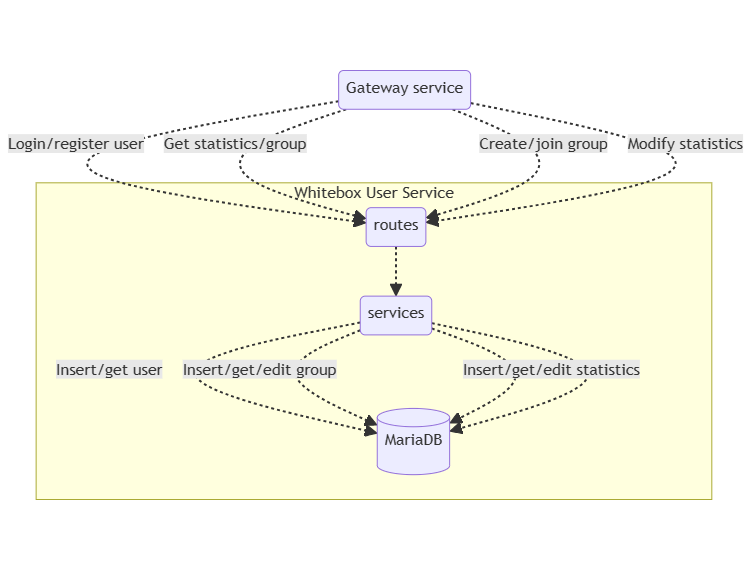 Gateway service
Login/register user
Get statistics/group
Create/join group
Modify statistics
Whitebox User Service
routes
services
Insert/get user
Insert/get/edit group
Insert/get/edit statistics
MariaDB